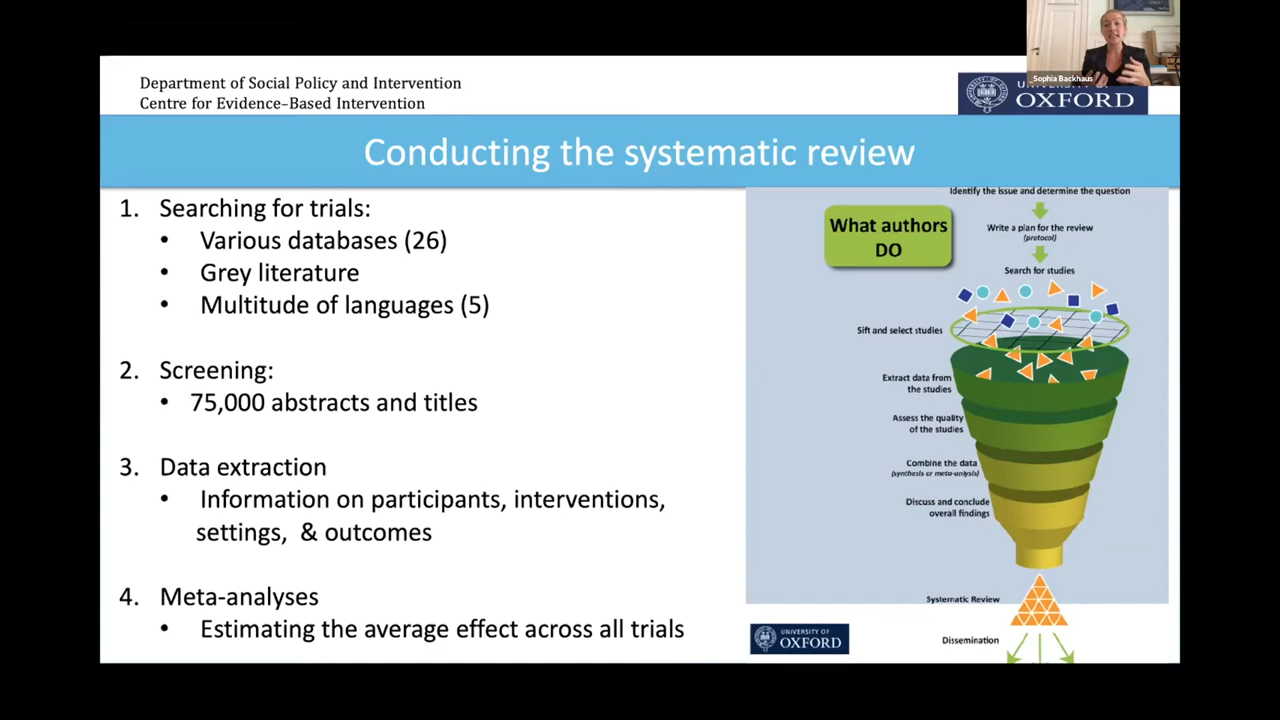 Sophia Backhaus
Department of Social Policy and Intervention
Centre for Evidence-Based Intervention
UNIVERSITY OF
OXFORD
Conducting the systematic review
1. Searching for trials:
• Various databases (26)
• Grey literature
• Multitude of languages (5)
2. Screening:
• 75,000 abstracts and titles
3. Data extraction
• Information on participants, interventions,
settings, & outcomes
4. Meta-analyses
• Estimating the average effect across all trials
What authors
DO
Identify the issue and determine the question
Write a plan for the review
(protocol)
Search for studies
Sift and select studies
Extract data from
the studies
Assess the quality
of the studies
Combine the data
(synthesis or meta-anlysis)
Discuss and conclude
overall findings
Systematic Review
Dissemination
UNIVERSITY OF
OXFORD